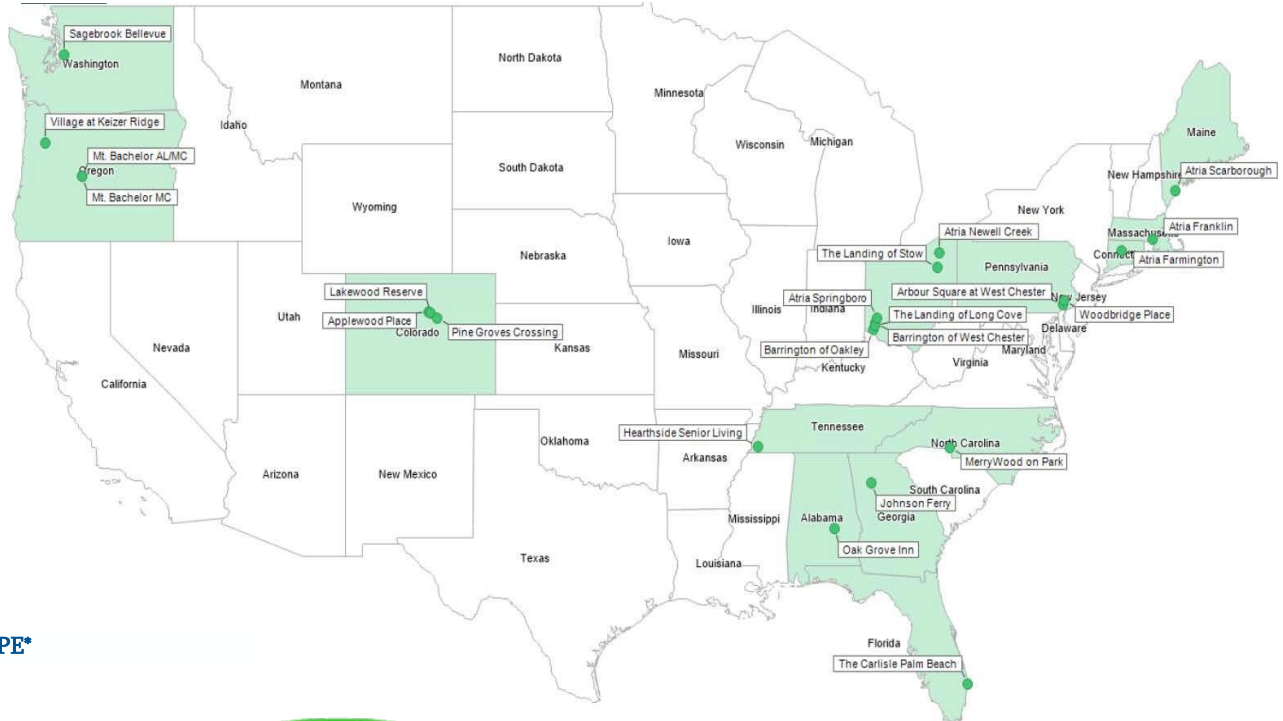 Sagebrook Bellevue
Washington
Village at Keizer Ridge
Mt. Bachelor AL/MC
Oregon
Mt. Bachelor MC
Idaho
Montana
North Dakota
Minnesota
South Dakota
Wisconsin
Michigan
Wyoming
Nebraska
Iowa
New York
Maine
New Hampshire
Atria Scarborough
Massachuse
Atria Franklin
Connect
Atria Farmington
Atria Newell Creek
The Landing of Stow
Pennsylvania
Arbour Square at West Chester
New Jersey
Woodbridge Place
Delaware
Maryland
Virginia
Atria Springboro
Indiana
Illinois
The Landing of Long Cove
Barrington of West Chester
Barrington of Oakley
Kentucky
Lakewood Reserve
Applewood Place
Colorado
Pine Groves Crossing
Utah
Nevada
California
Kansas
Missouri
Arizona
New Mexico
Oklahoma
Arkansas
Hearthside Senior Living
Tennessee
North Carolina
MerryWood on Park
South Carolina
Johnson Ferry
Georgia
Alabama
Oak Grove Inn
Mississippi
Louisiana
Texas
Florida
The Carlisle Palm Beach
PE*